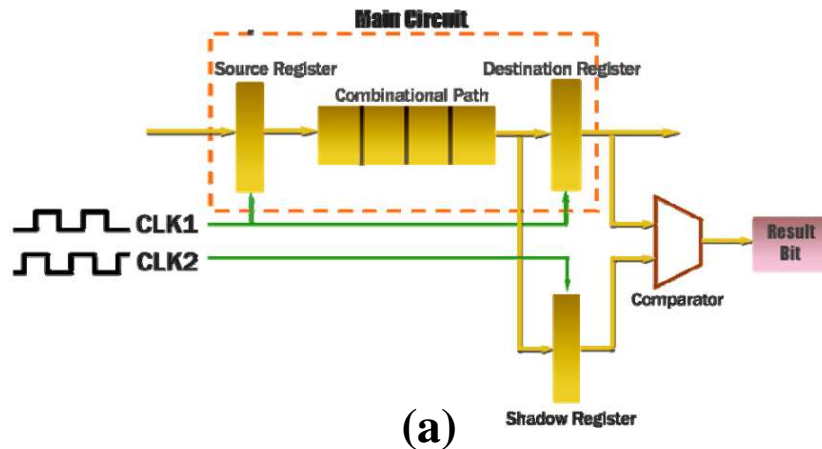 Main Circuit
Source Register
Destination Register
Combinational Path
CLK1
CLK2
Result
Bit
Comparator
Shadow Register
(a)